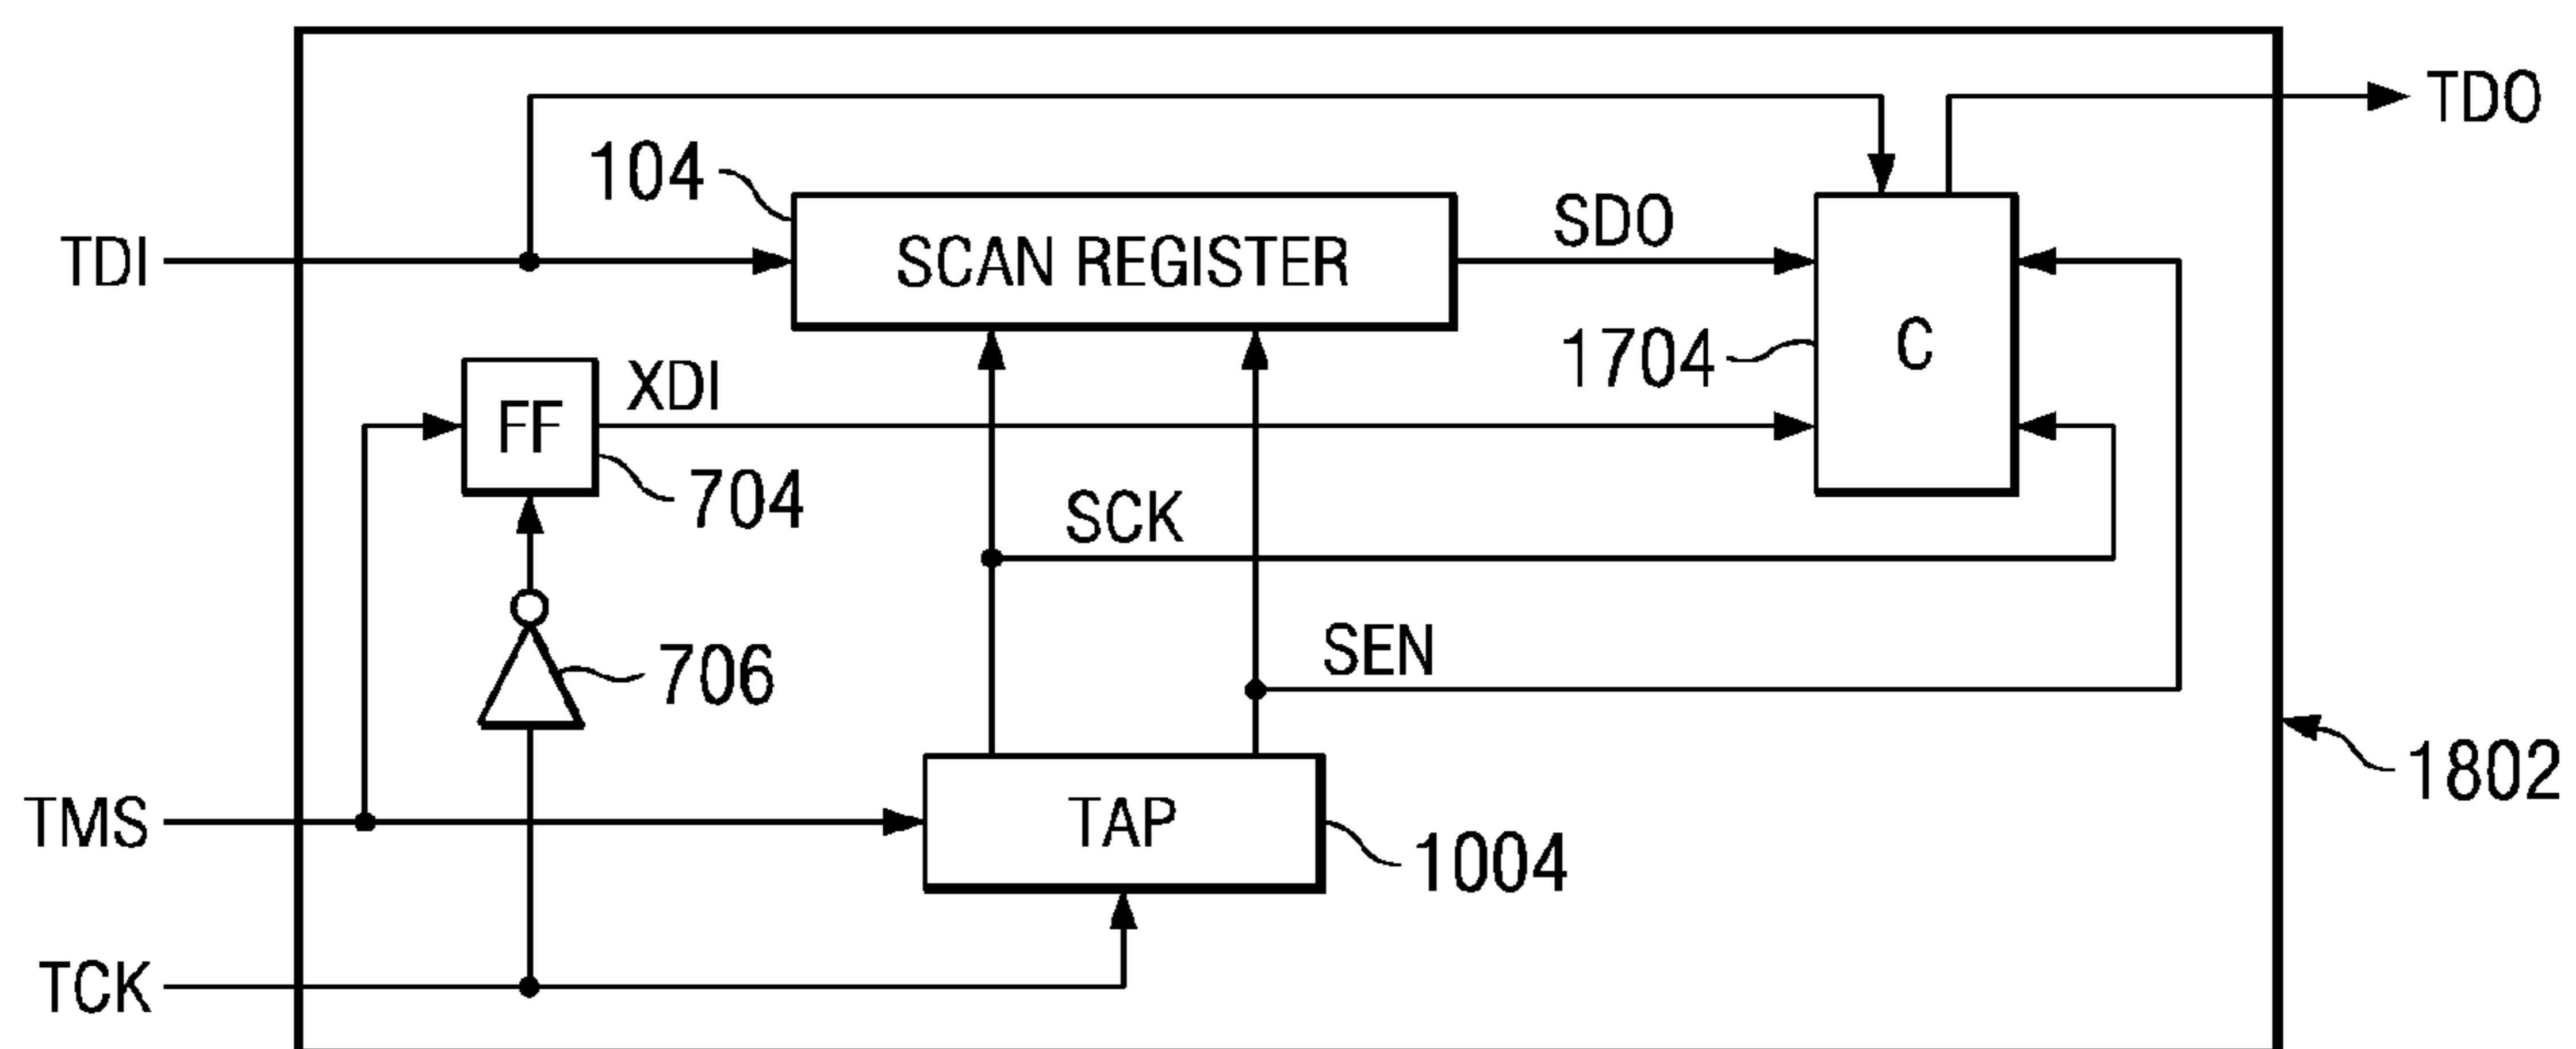 TDO
104
TDI
SCAN REGISTER
SDO
1704
C
FF
XDI
704
SCK
706
SEN
TMS
TAP
1004
1802
TCK